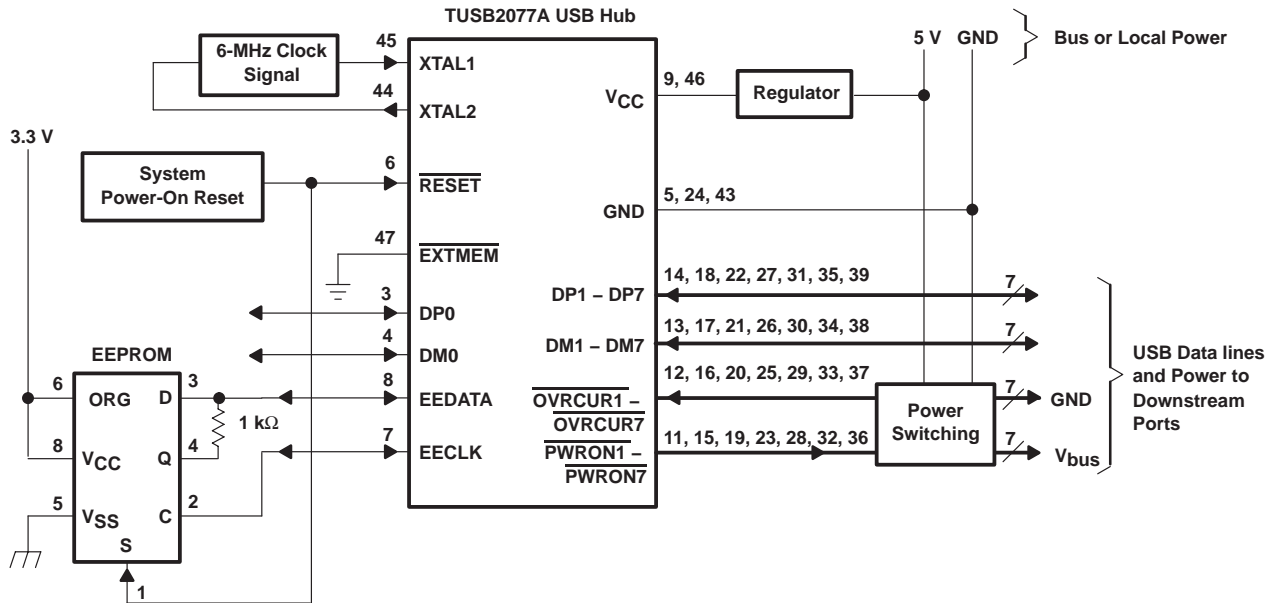 TUSB2077A USB Hub
5 V GND
Bus or Local Power
6-MHz Clock
Signal
45
XTAL1
44
XTAL2
9, 46
VCC
Regulator
3.3 V
System
Power-On Reset
6
RESET
5, 24, 43
GND
47
EXTMEM
14, 18, 22, 27, 31, 35, 39
DP1 – DP7
7
3
DP0
13, 17, 21, 26, 30, 34, 38
DM1 – DM7
7
4
DM0
USB Data lines
and Power to
Downstream
Ports
EEPROM
12, 16, 20, 25, 29, 33, 37
OVRCUR1 –
OVRCUR7
7
GND
6
ORG
D
3
8
EEDATA
1 kΩ
Power
Switching
11, 15, 19, 23, 28, 32, 36
PWRON1 –
PWRON7
7
Vbus
8
VCC
Q
4
7
EECLK
5
VSS
C
2
S
1